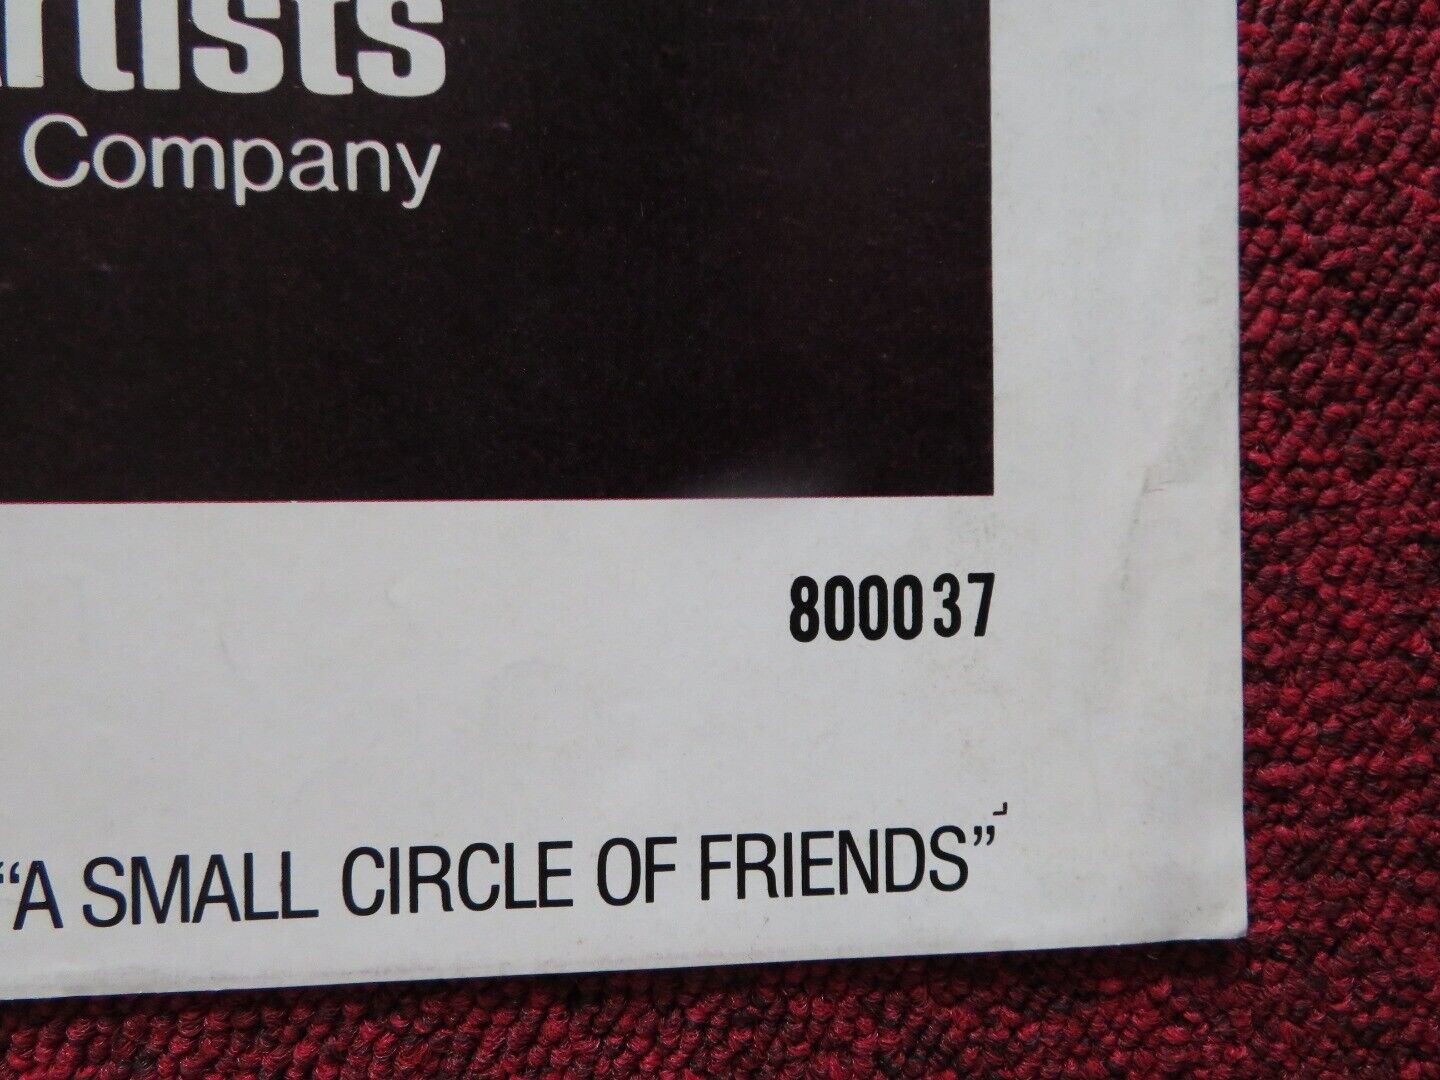 Company
800037
“A SMALL CIRCLE OF FRIENDS”